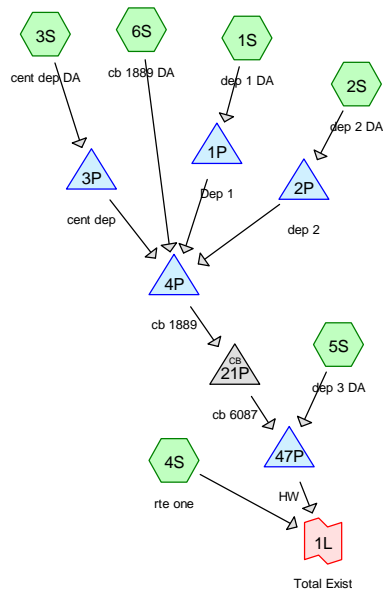 3S
cent dep DA
6S
cb 1889 DA
1S
dep 1 DA
2S
dep 2 DA
3P
cent dep
1P
Dep 1
2P
dep 2
4P
cb 1889
CB
21P
cb 6087
5S
dep 3 DA
47P
HW
4S
rte one
1L
Total Exist